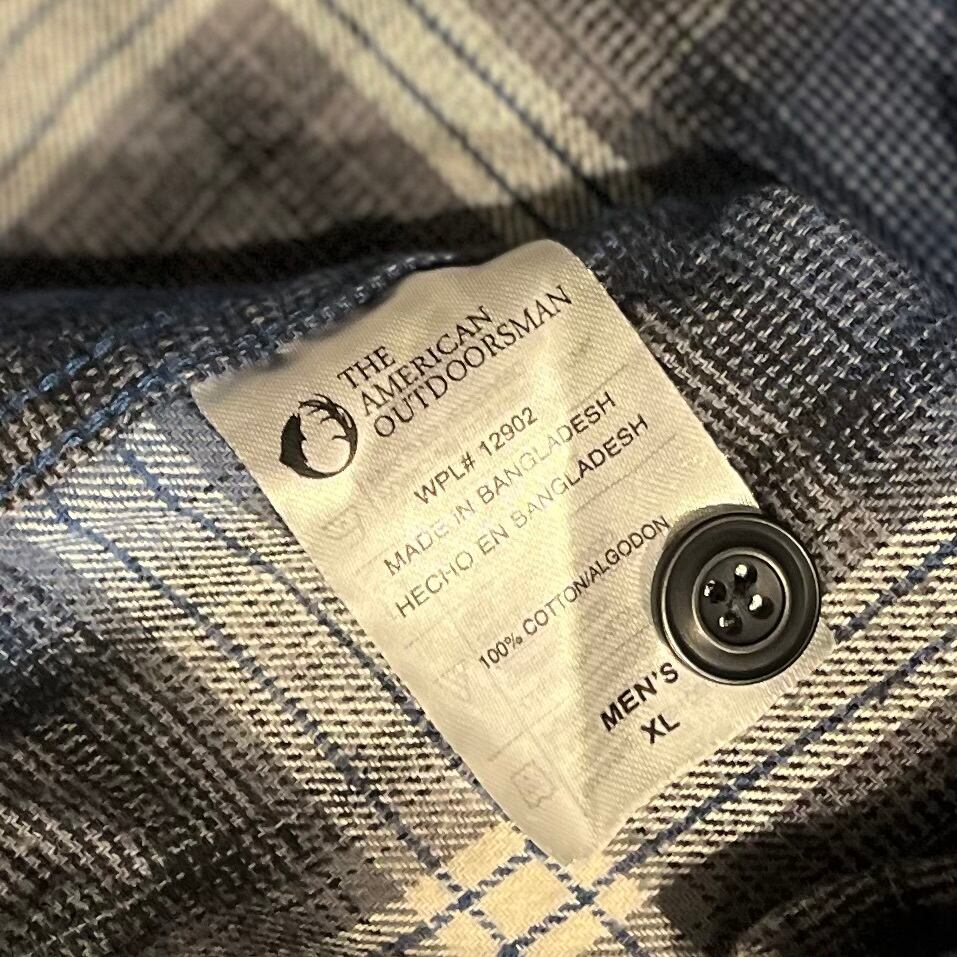 THE
AMERICAN
OUTDOORSMAN
WPL# 12902
MADE IN BANGLADESH
HECHO EN BANGLADESH
100% COTTON/ALGODON
MEN'S
XL